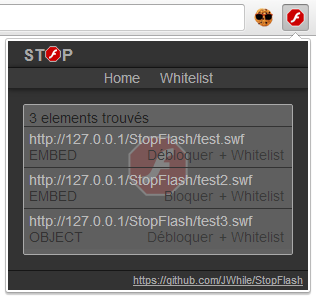 STOP
Home Whitelist
3 elements trouvés
http://127.0.0.1/StopFlash/test.swf
EMBED Débloquer + Whitelist
http://127.0.0.1/StopFlash/test2.swf
EMBED Bloquer + Whitelist
http://127.0.0.1/StopFlash/test3.swf
OBJECT Débloquer + Whitelist
https://github.com/JWhile/StopFlash